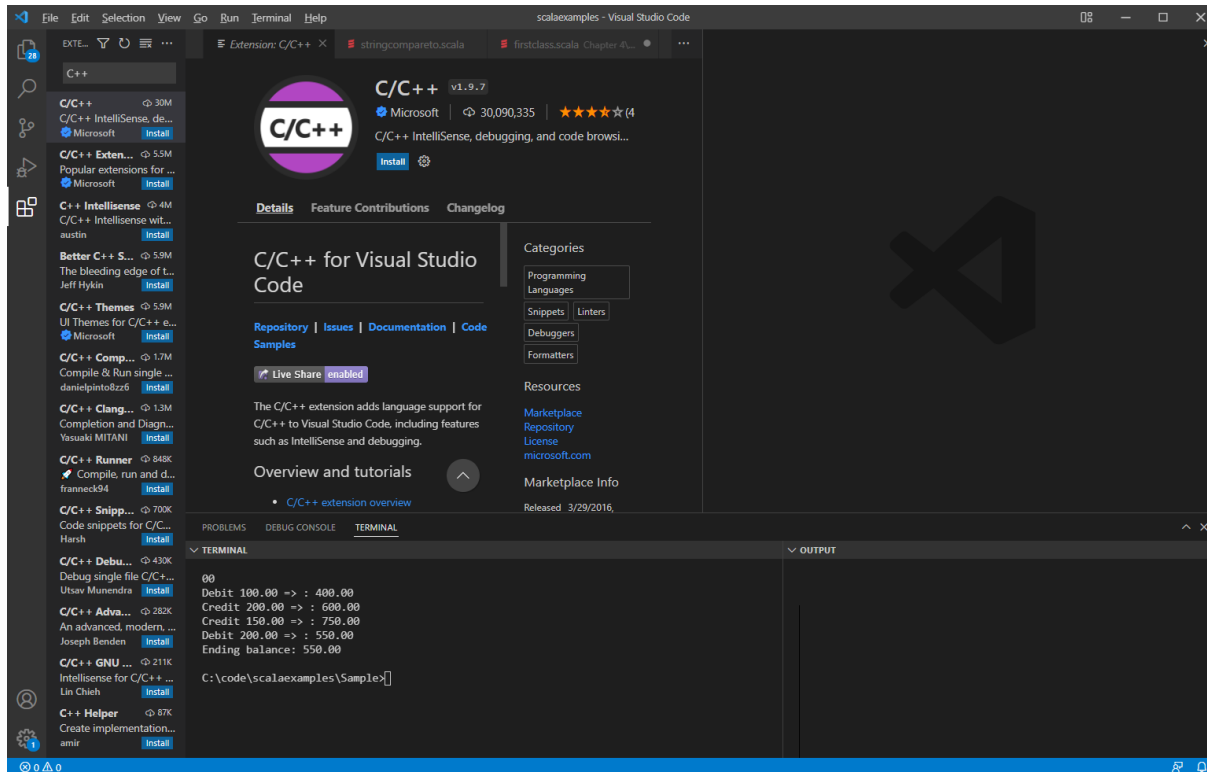 File Edit Selection View Go Run Terminal Help
scalaexamples - Visual Studio Code
EXTE...
Extension: C/C++
stringcompareto.scala
firstclass.scala Chapter 4\...
28
C++
C/C++ 30M
C/C++ IntelliSense, de...
Microsoft Install
C/C++ Exten... 5.5M
Popular extensions for ...
Microsoft Install
C++ Intellisense 4M
C/C++ Intellisense wit...
austin Install
Better C++ S... 5.9M
The bleeding edge of t...
Jeff Hykin Install
C/C++ Themes 5.9M
UI Themes for C/C++ e...
Microsoft Install
C/C++ Comp... 1.7M
Compile & Run single ...
danielpinto8zz6 Install
C/C++ Clang... 1.3M
Completion and Diagn...
Yasuaki MITANI Install
C/C++ Runner 848K
🚀 Compile, run and d...
franneck94 Install
C/C++ Snipp... 700K
Code snippets for C/C...
Harsh Install
C/C++ Debu... 430K
Debug single file C/C+...
Utsav Munendra Install
C/C++ Adva... 282K
An advanced, modern, ...
Joseph Benden Install
C/C++ GNU ... 211K
Intellisense for C/C++ ...
Lin Chieh Install
C++ Helper 87K
Create implementation...
amir Install
1
C/C++ v1.9.7
Microsoft 30,090,335 ★★★★☆ (4
C/C++
C/C++ IntelliSense, debugging, and code browsi...
Install
Details Feature Contributions Changelog
C/C++ for Visual Studio
Code
Repository | Issues | Documentation | Code
Samples
Live Share enabled
The C/C++ extension adds language support for
C/C++ to Visual Studio Code, including features
such as IntelliSense and debugging.
Overview and tutorials
• C/C++ extension overview
Categories
Programming
Languages
Snippets Linters
Debuggers
Formatters
Resources
Marketplace
Repository
License
microsoft.com
Marketplace Info
Released 3/29/2016,
PROBLEMS DEBUG CONSOLE TERMINAL
TERMINAL
00
Debit 100.00 => : 400.00
Credit 200.00 => : 600.00
Credit 150.00 => : 750.00
Debit 200.00 => : 550.00
Ending balance: 550.00
C:\code\scalaexamples\Sample>
OUTPUT
0 0